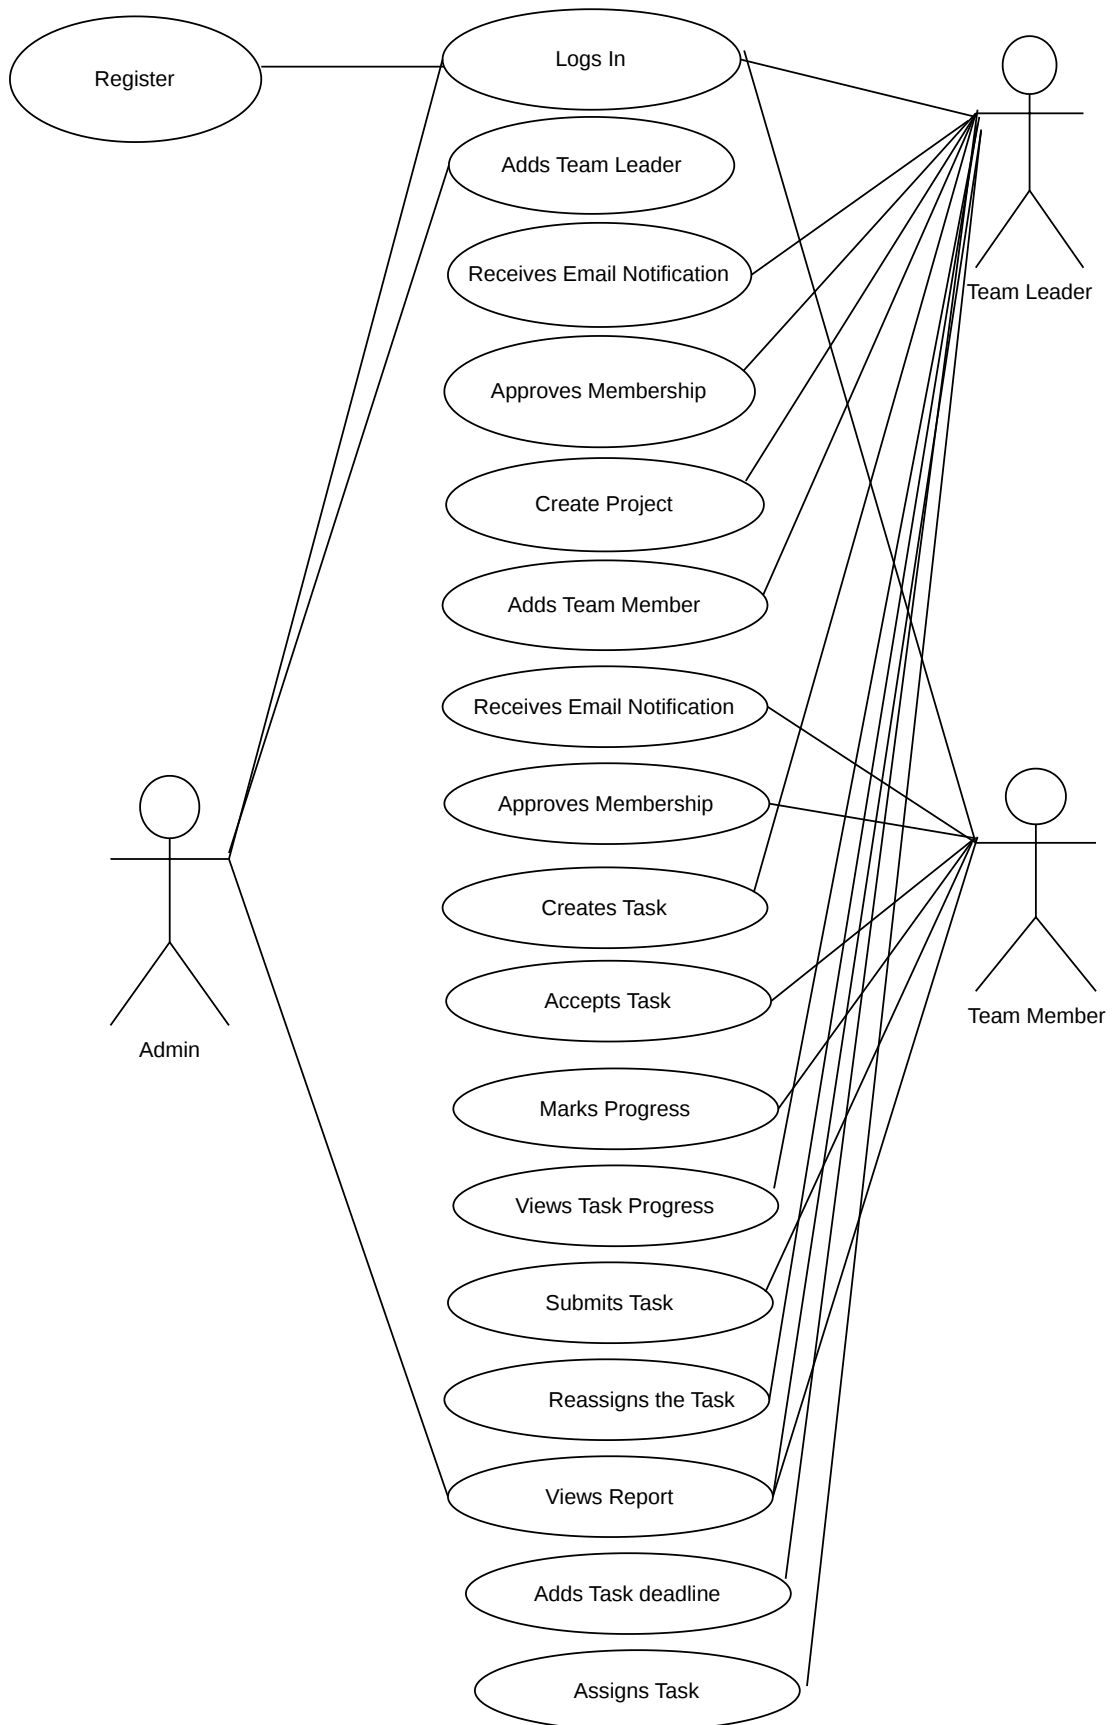 Register
Logs In
Adds Team Leader
Receives Email Notification
Team Leader
Approves Membership
Create Project
Adds Team Member
Receives Email Notification
Approves Membership
Creates Task
Accepts Task
Team Member
Admin
Marks Progress
Views Task Progress
Submits Task
Reassigns the Task
Views Report
Adds Task deadline
Assigns Task